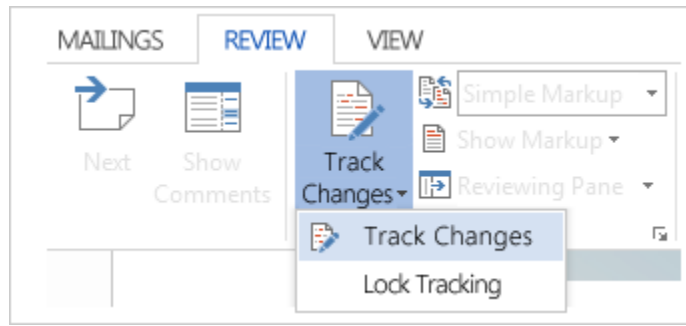 MAILINGS REVIEW VIEW
Next
Show
Comments
Track
Changes
Simple Markup
Show Markup
Reviewing Pane
Track Changes
Lock Tracking